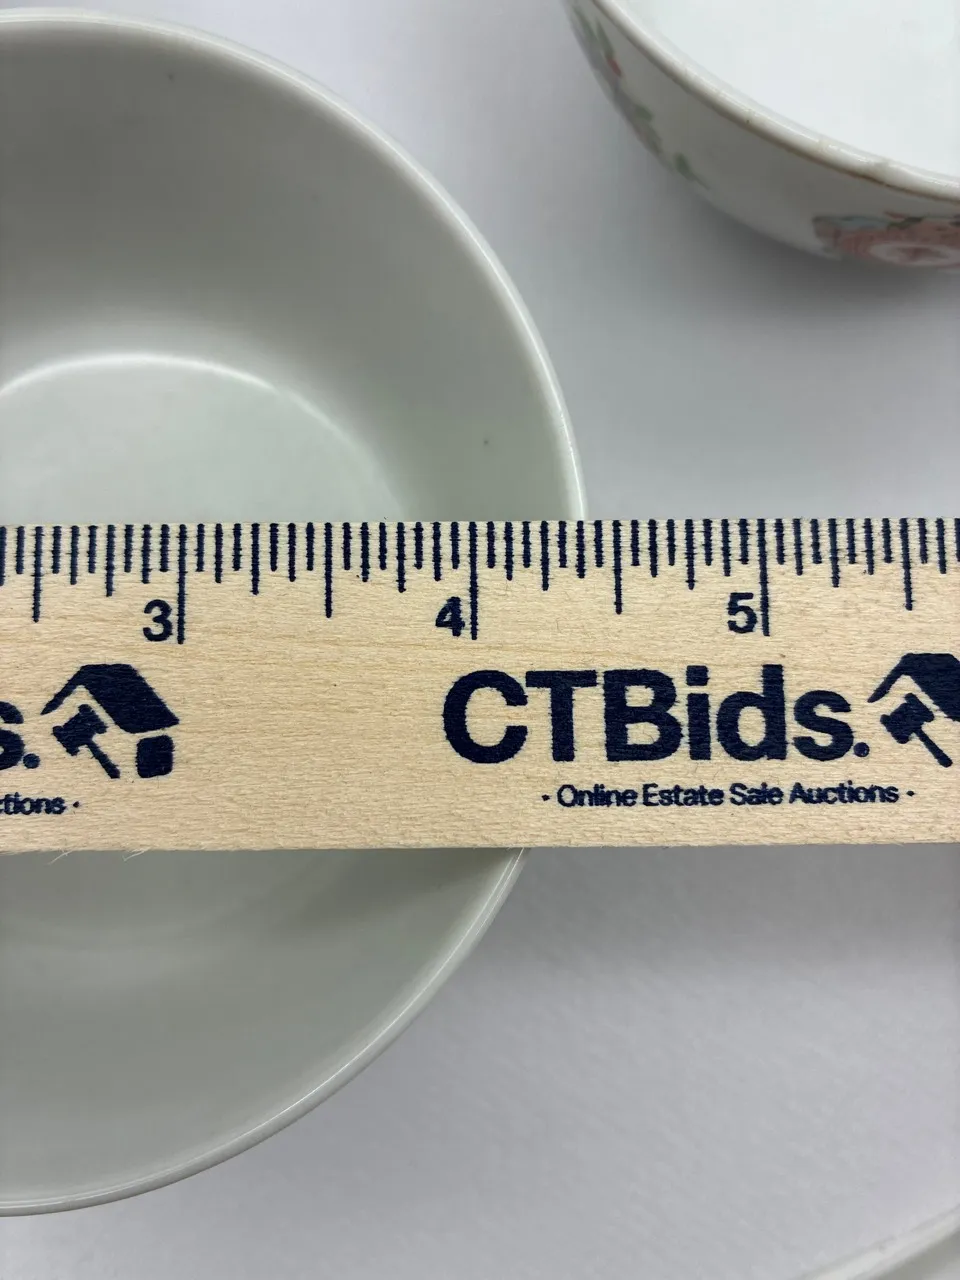 3 4 5
s. CTBids.
ctions · · Online Estate Sale Auctions ·